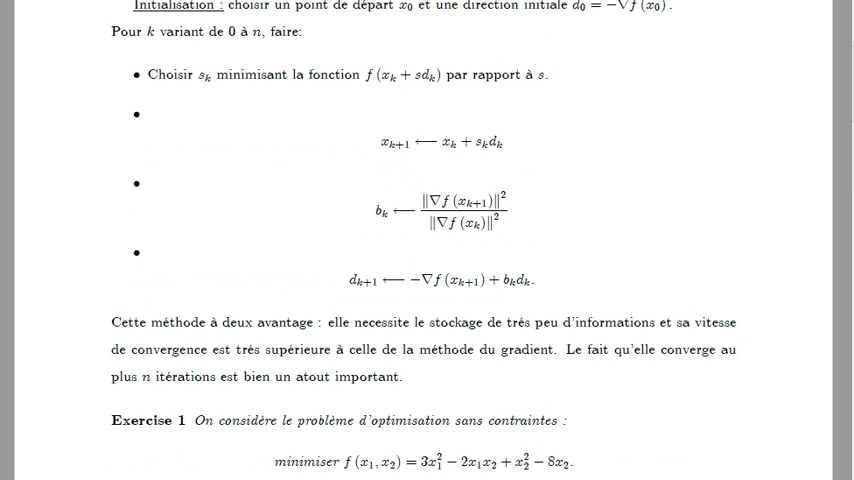 Initialisation : choisir un point de départ x₀ et une direction initiale d₀ = −∇f (x₀) .
Pour k variant de 0 à n, faire:
• Choisir sₖ minimisant la fonction f (xₖ + sdₖ) par rapport à s.
•
xₖ₊₁ ⟵ xₖ + sₖdₖ
•
bₖ ⟵ ‖∇f (xₖ₊₁)‖² / ‖∇f (xₖ)‖²
•
dₖ₊₁ ⟵ −∇f (xₖ₊₁) + bₖdₖ.
Cette méthode à deux avantage : elle necessite le stockage de trés peu d'informations et sa vitesse
de convergence est trés supérieure à celle de la méthode du gradient. Le fait qu'elle converge au
plus n itérations est bien un atout important.
Exercise 1 On considère le problème d'optimisation sans contraintes :
minimiser f (x₁, x₂) = 3x₁² − 2x₁x₂ + x₂² − 8x₂.